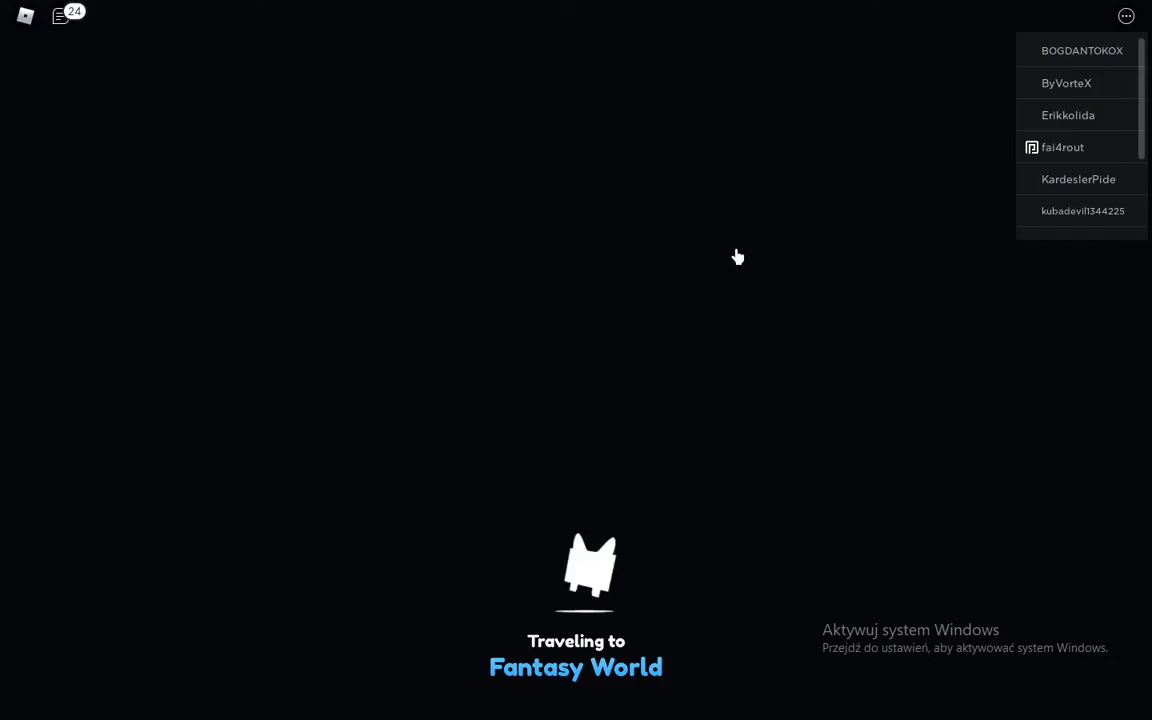 24
BOGDANTOKOX
ByVorteX
Erikkolida
fai4rout
KardeslerPide
kubadevil1344225
Traveling to
Fantasy World
Aktywuj system Windows
Przejdź do ustawień, aby aktywować system Windows.